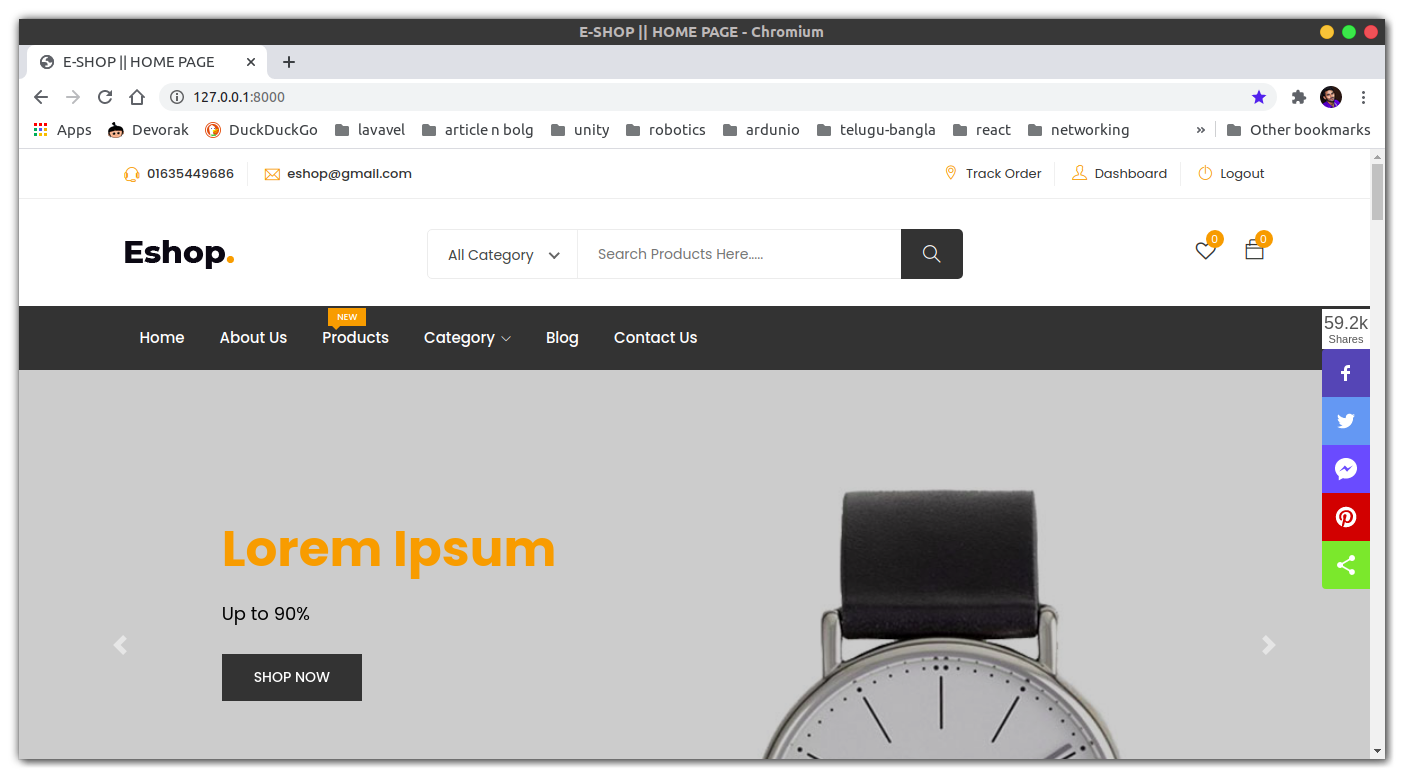 E-SHOP || HOME PAGE - Chromium
E-SHOP || HOME PAGE
127.0.0.1:8000
Apps Devorak DuckDuckGo lavavel article n bolg unity robotics ardunio telugu-bangla react networking » Other bookmarks
01635449686 eshop@gmail.com Track Order Dashboard Logout
Eshop. All Category Search Products Here..... 0 0
NEW
Home About Us Products Category Blog Contact Us
59.2k
Shares
Lorem Ipsum
Up to 90%
SHOP NOW